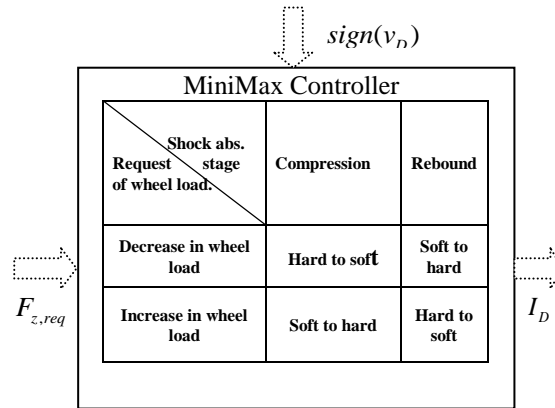 sign(v_D)
MiniMax Controller
Shock abs.
Request stage
of wheel load.
Compression
Rebound
Decrease in wheel
load
Hard to soft
Soft to
hard
Increase in wheel
load
Soft to hard
Hard to
soft
F_{z,req}
I_D